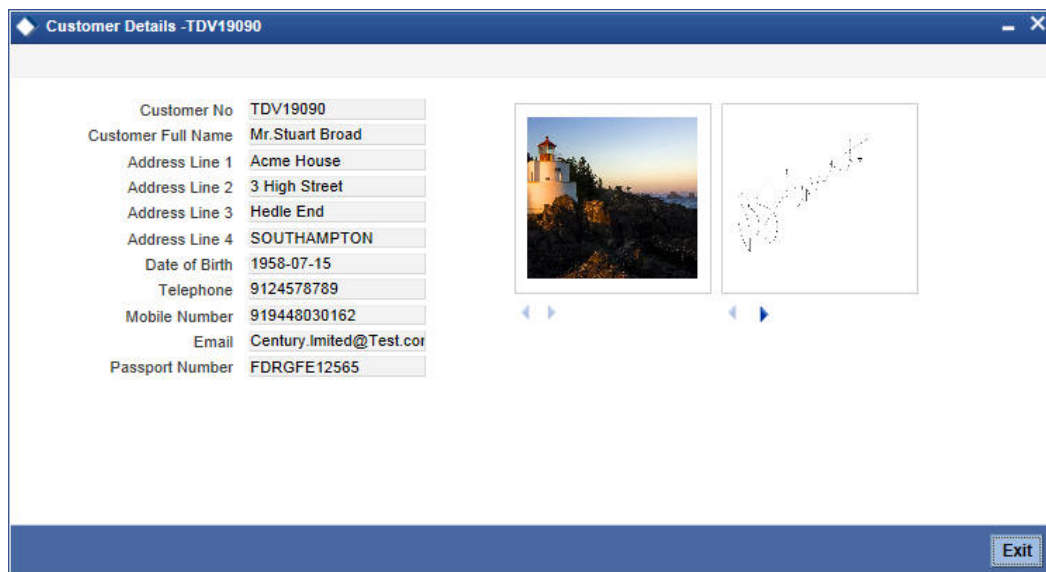 Customer Details -TDV19090
Customer No TDV19090
Customer Full Name Mr.Stuart Broad
Address Line 1 Acme House
Address Line 2 3 High Street
Address Line 3 Hedle End
Address Line 4 SOUTHAMPTON
Date of Birth 1958-07-15
Telephone 9124578789
Mobile Number 919448030162
Email Century.lmited@Test.cor
Passport Number FDRGFE12565
Exit